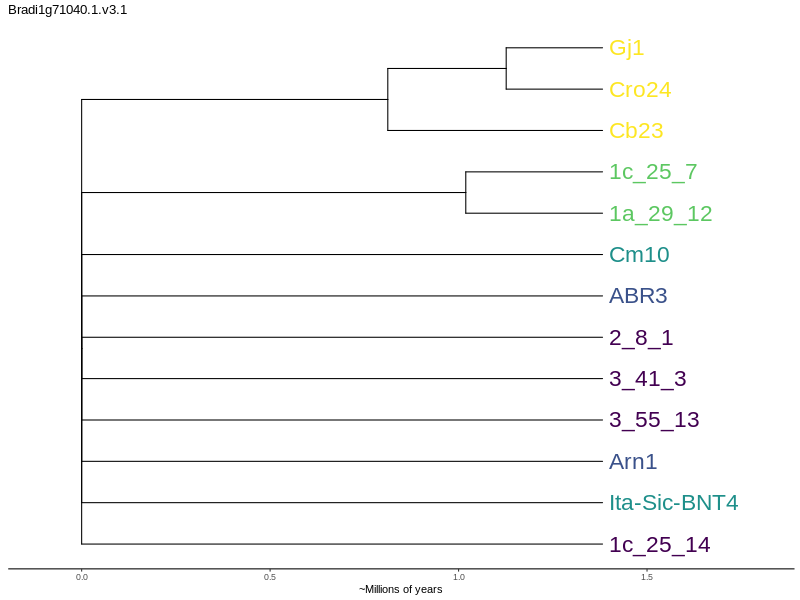 Bradi1g71040.1.v3.1
Gj1
Cro24
Cb23
1c_25_7
1a_29_12
Cm10
ABR3
2_8_1
3_41_3
3_55_13
Arn1
Ita-Sic-BNT4
1c_25_14
0.0 0.5 1.0 1.5
~Millions of years